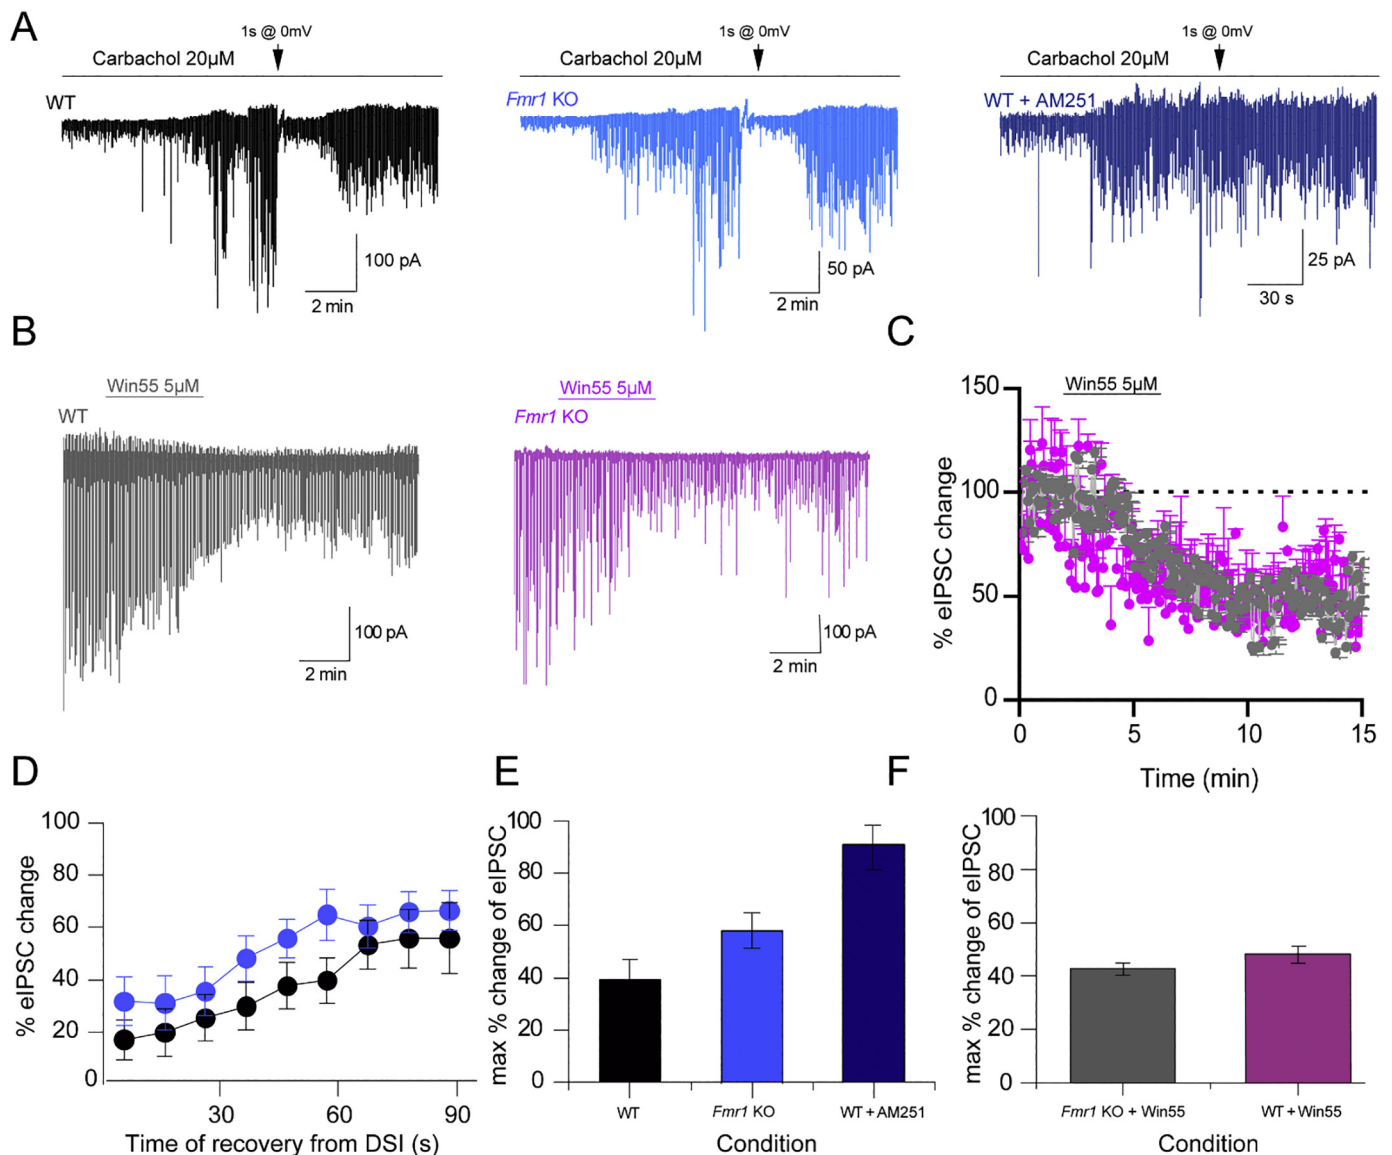 A
1s @ 0mV
Carbachol 20µM
WT
100 pA
2 min
1s @ 0mV
Carbachol 20µM
Fmr1 KO
50 pA
2 min
1s @ 0mV
Carbachol 20µM
WT + AM251
25 pA
30 s
B
Win55 5µM
WT
100 pA
2 min
Win55 5µM
Fmr1 KO
100 pA
2 min
C
Win55 5µM
% eIPSC change
150
100
50
0
0 5 10 15
Time (min)
D
% eIPSC change
100
80
60
40
20
0
30 60 90
Time of recovery from DSI (s)
E
max % change of eIPSC
100
80
60
40
20
0
WT Fmr1 KO WT + AM251
Condition
F
max % change of eIPSC
100
80
60
40
20
0
Fmr1 KO + Win55 WT + Win55
Condition